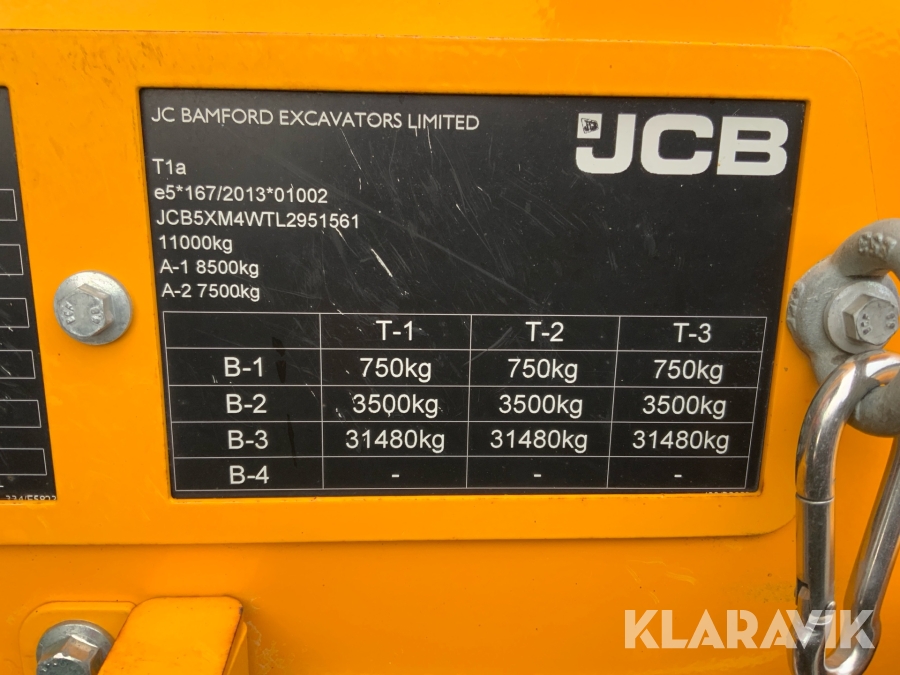 JC BAMFORD EXCAVATORS LIMITED
JCB
T1a
e5*167/2013*01002
JCB5XM4WTL2951561
11000kg
A-1 8500kg
A-2 7500kg
T-1 T-2 T-3
B-1 750kg 750kg 750kg
B-2 3500kg 3500kg 3500kg
B-3 31480kg 31480kg 31480kg
B-4 - - -
KLARAVIK